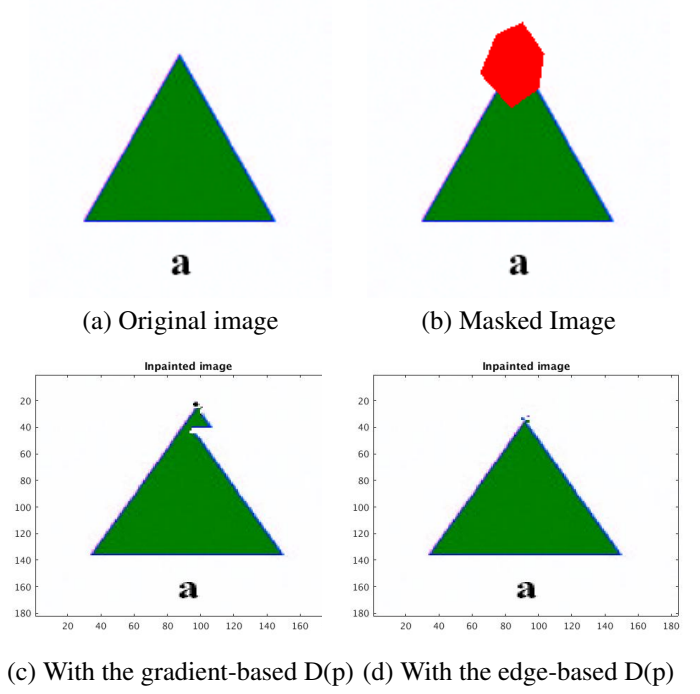 a
a
(a) Original image
(b) Masked Image
Inpainted image
20
40
60
80
100
120
140
160
180
a
20 40 60 80 100 120 140 160
Inpainted image
20
40
60
80
100
120
140
160
180
a
20 40 60 80 100 120 140 160 180
(c) With the gradient-based D(p)
(d) With the edge-based D(p)